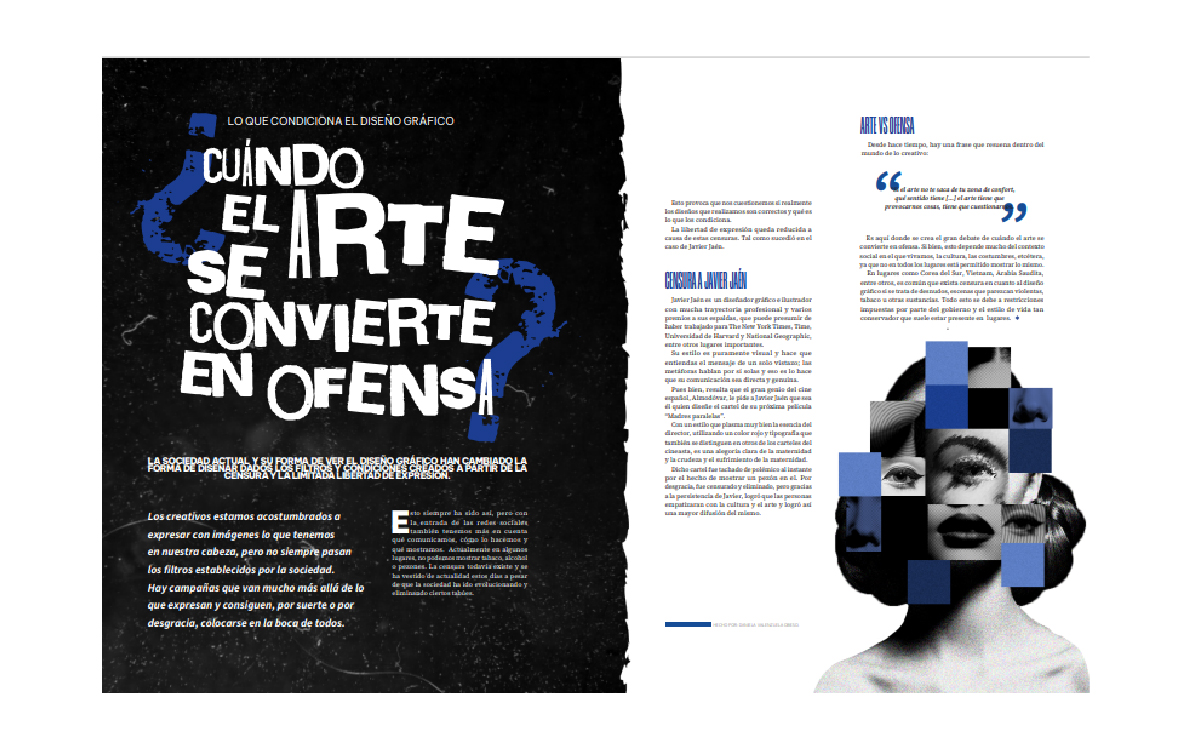 LO QUE CONDICIONA EL DISEÑO GRÁFICO
¿CUÁNDO
EL ARTE
SE
CONVIERTE
EN OFENSA?
LA SOCIEDAD ACTUAL Y SU FORMA DE VER EL DISEÑO GRÁFICO HAN CAMBIADO LA
FORMA DE DISEÑAR DADOS LOS FILTROS Y CONDICIONES CREADOS A PARTIR DE LA
CENSURA Y LA LIMITADA LIBERTAD DE EXPRESIÓN.
Los creativos estamos acostumbrados a
expresar con imágenes lo que tenemos
en nuestra cabeza, pero no siempre pasan
los filtros establecidos por la sociedad.
Hay campañas que van mucho más allá de lo
que expresan y consiguen, por suerte o por
desgracia, colocarse en la boca de todos.
Esto siempre ha sido así, pero con
la entrada de las redes sociales
también tenemos más en cuenta
qué comunicamos, cómo lo hacemos y
qué mostramos. Actualmente en algunos
lugares, no podemos mostrar tabaco, alcohol
o pezones. La censura todavía existe y se
ha vestido de actualidad estos días a pesar
de que la sociedad ha ido evolucionando y
eliminando ciertos tabúes.
Esto provoca que nos cuestionemos si realmente
los diseños que realizamos son correctos y qué es
lo que los condiciona.
La libertad de expresión queda reducida a
causa de estas censuras. Tal como sucedió en el
caso de Javier Jaén.
CENSURA A JAVIER JAÉN
Javier Jaén es un diseñador gráfico e ilustrador
con mucha trayectoria profesional y varios
premios a sus espaldas, que puede presumir de
haber trabajado para The New York Times, Time,
Universidad de Harvard y National Geographic,
entre otros lugares importantes.
Su estilo es puramente visual y hace que
entiendas el mensaje de un solo vistazo; las
metáforas hablan por sí solas y eso es lo hace
que su comunicación sea directa y genuina.
Pues bien, resulta que el gran genio del cine
español, Almodóvar, le pide a Javier Jaén que sea
él quien diseñe el cartel de su próxima película
"Madres paralelas".
Con un estilo que plasma muy bien la esencia del
director, utilizando un color rojo y tipografía que
también se distinguen en otros de los carteles del
cineasta, es una alegoría clara de la maternidad
y la crudeza y el sufrimiento de la maternidad.
Dicho cartel fue tachado de polémico al instante
por el hecho de mostrar un pezón en el. Por
desgracia, fue censurado y eliminado, pero gracias
a la persistencia de Javier, logró que las personas
empatizaran con la cultura y el arte y logró así
una mayor difusión del mismo.
ARTE VS OFENSA
Desde hace tiempo, hay una frase que resuena dentro del
mundo de lo creativo:
“Si el arte no te saca de tu zona de confort,
qué sentido tiene [...] el arte tiene que
provocarnos cosas, tiene que cuestionarnos”
Es aquí donde se crea el gran debate de cuándo el arte se
convierte en ofensa. Si bien, esto depende mucho del contexto
social en el que vivamos, la cultura, las costumbres, etcétera,
ya que no en todos los lugares está permitido mostrar lo mismo.
En lugares como Corea del Sur, Vietnam, Arabia Saudita,
entre otros, es común que exista censura en cuanto al diseño
gráfico si se trata de desnudos, escenas que parezcan violentas,
tabaco u otras sustancias. Todo esto se debe a restricciones
impuestas por parte del gobierno y el estilo de vida tan
conservador que suele estar presente en lugares.